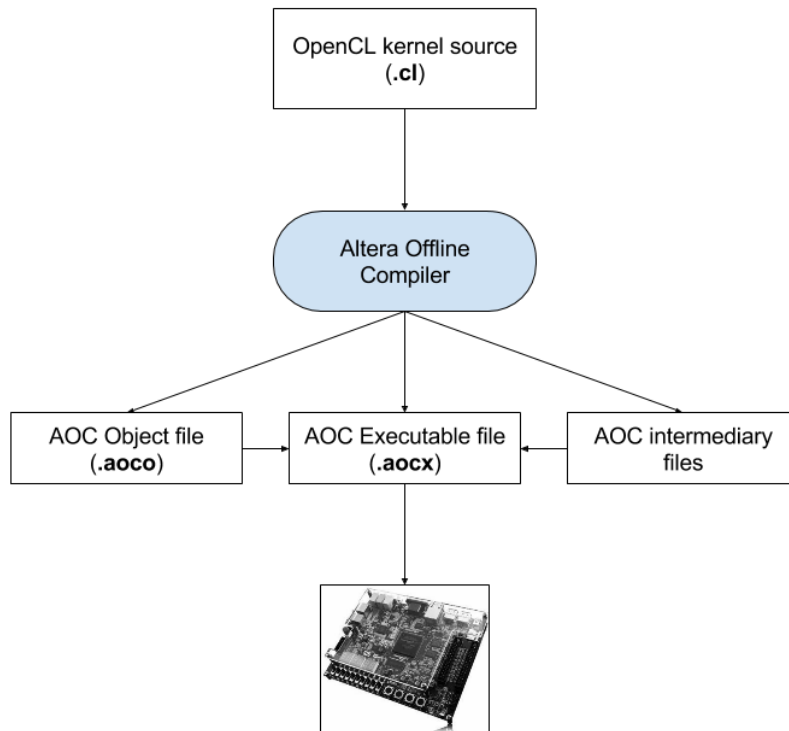 OpenCL kernel source
(.cl)
Altera Offline
Compiler
AOC Object file
(.aoco)
AOC Executable file
(.aocx)
AOC intermediary
files